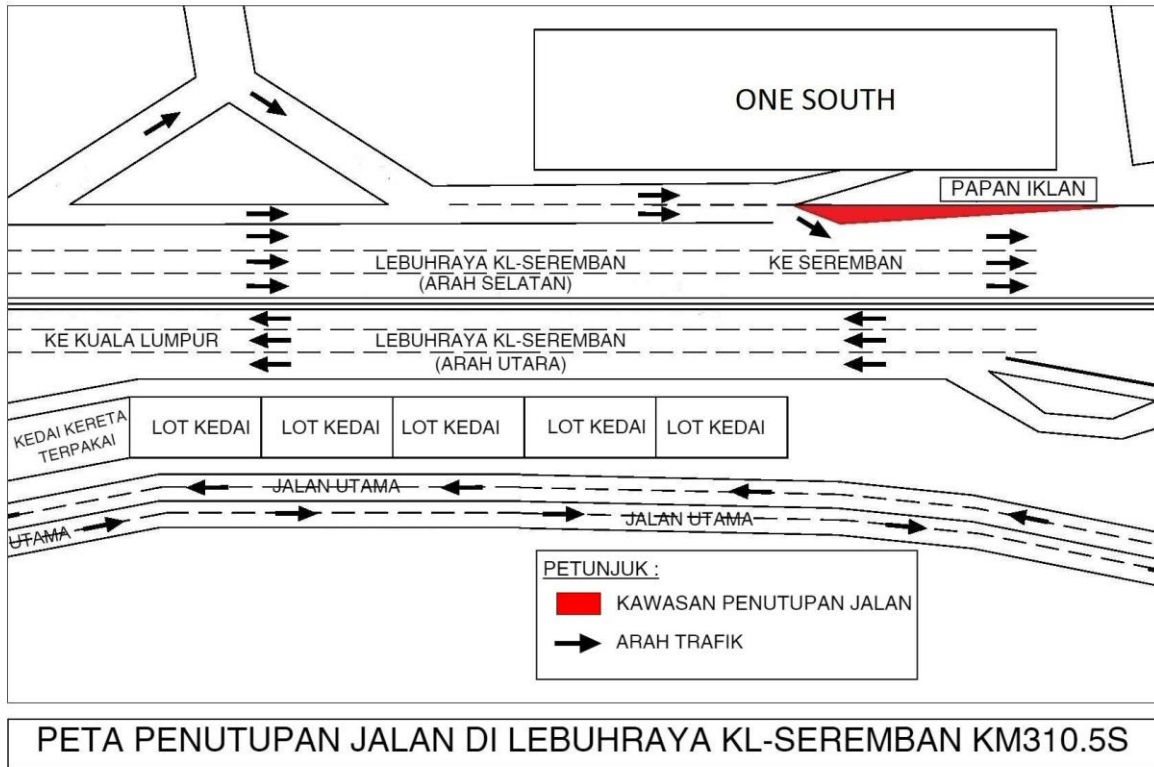 ONE SOUTH
PAPAN IKLAN
LEBUHRAYA KL-SEREMBAN
(ARAH SELATAN)
KE SEREMBAN
KE KUALA LUMPUR
LEBUHRAYA KL-SEREMBAN
(ARAH UTARA)
KEDAI KERETA
TERPAKAI
LOT KEDAI
LOT KEDAI
LOT KEDAI
LOT KEDAI
LOT KEDAI
JALAN UTAMA
UTAMA
JALAN UTAMA
PETUNJUK :
KAWASAN PENUTUPAN JALAN
ARAH TRAFIK
PETA PENUTUPAN JALAN DI LEBUHRAYA KL-SEREMBAN KM310.5S